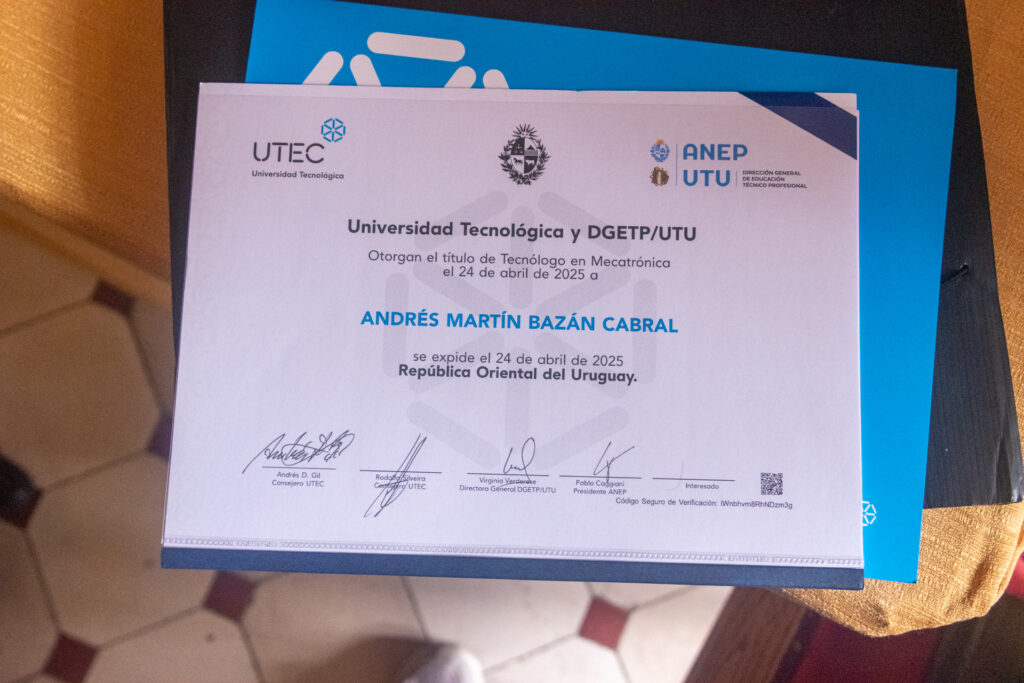 UTEC
Universidad Tecnológica
ANEP
UTU
DIRECCIÓN GENERAL
DE EDUCACIÓN
TÉCNICO PROFESIONAL
Universidad Tecnológica y DGETP/UTU
Otorgan el título de Tecnólogo en Mecatrónica
el 24 de abril de 2025 a
ANDRÉS MARTÍN BAZÁN CABRAL
se expide el 24 de abril de 2025
República Oriental del Uruguay.
Andrés D. Gil
Consejero UTEC
Rodolfo Silveira
Consejero UTEC
Virginia Verderese
Directora General DGETP/UTU
Pablo Caggiani
Presidente ANEP
Interesado
Código Seguro de Verificación: IWnbhvm8RhNDzm3g